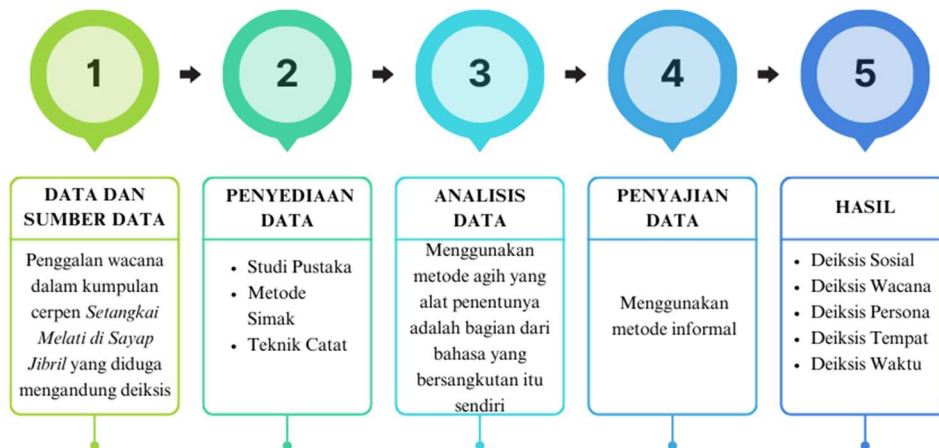 1
2
3
4
5
DATA DAN
SUMBER DATA
Penggalan wacana
dalam kumpulan
cerpen Setangkai
Melati di Sayap
Jibril yang diduga
mengandung deiksis
PENYEDIAAN
DATA
• Studi Pustaka
• Metode
Simak
• Teknik Catat
ANALISIS
DATA
Menggunakan
metode agih yang
alat penentunya
adalah bagian dari
bahasa yang
bersangkutan itu
sendiri
PENYAJIAN
DATA
Menggunakan
metode informal
HASIL
• Deiksis Sosial
• Deiksis Wacana
• Deiksis Persona
• Deiksis Tempat
• Deiksis Waktu